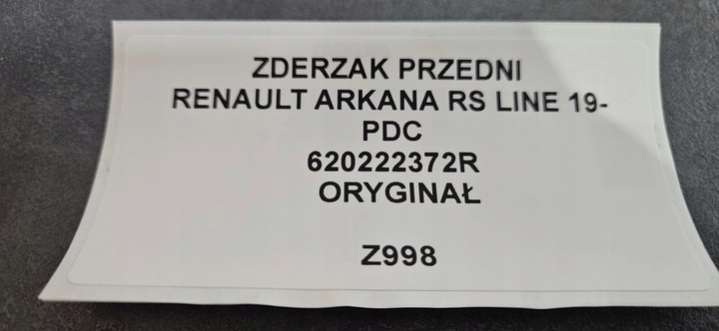 ZDERZAK PRZEDNI
RENAULT ARKANA RS LINE 19-
PDC
620222372R
ORYGINAŁ
Z998